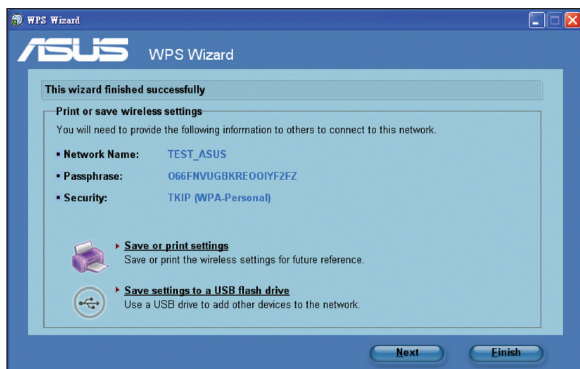 WPS Wizard
ASUS WPS Wizard
This wizard finished successfully
Print or save wireless settings
You will need to provide the following information to others to connect to this network.
Network Name: TEST_ASUS
Passphrase: O66FNVUGBKREOOIYF2FZ
Security: TKIP (WPA-Personal)
Save or print settings
Save or print the wireless settings for future reference.
Save settings to a USB flash drive
Use a USB drive to add other devices to the network.
Next Finish